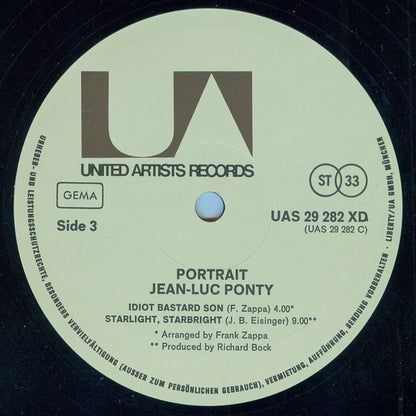 UA
UNITED ARTISTS RECORDS
GEMA
ST 33
Side 3
UAS 29 282 XD
(UAS 29 282 C)
PORTRAIT
JEAN-LUC PONTY
IDIOT BASTARD SON (F. Zappa) 4.00*
STARLIGHT, STARBRIGHT (J. B. Eisinger) 9.00**
* Arranged by Frank Zappa
** Produced by Richard Bock
URHEBER- UND LEISTUNGSSCHUTZRECHTE, BESONDERS VERVIELFÄLTIGUNG (AUSSER ZUM PERSÖNLICHEN GEBRAUCH), VERMIETUNG, AUFFÜHRUNG, SENDUNG VORBEHALTEN · LIBERTY/UA GMBH, MÜNCHEN